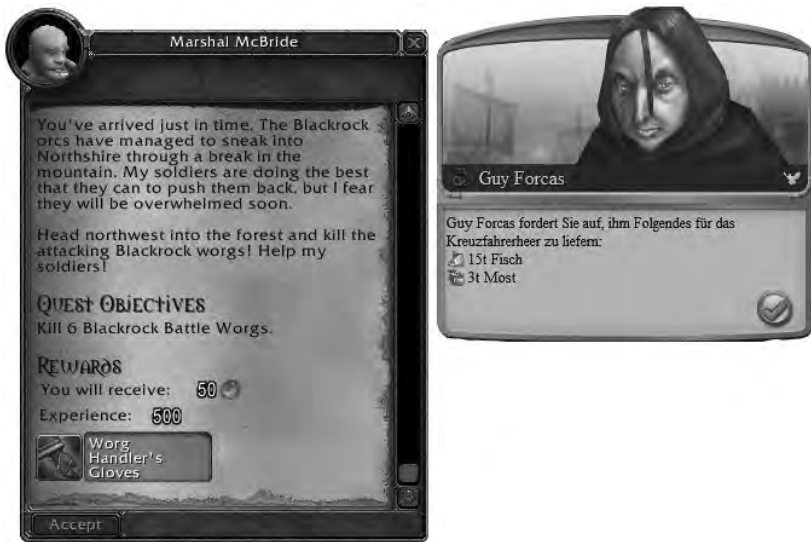 Marshal McBride
You've arrived just in time. The Blackrock
orcs have managed to sneak into
Northshire through a break in the
mountain. My soldiers are doing the best
that they can to push them back, but I fear
they will be overwhelmed soon.
Head northwest into the forest and kill the
attacking Blackrock worgs! Help my
soldiers!
Quest Objectives
Kill 6 Blackrock Battle Worgs.
Rewards
You will receive: 50
Experience: 500
Worg
Handler's
Gloves
Accept
Guy Forcas
Guy Forcas fordert Sie auf, ihm Folgendes für das
Kreuzfahrerheer zu liefern:
15t Fisch
3t Most